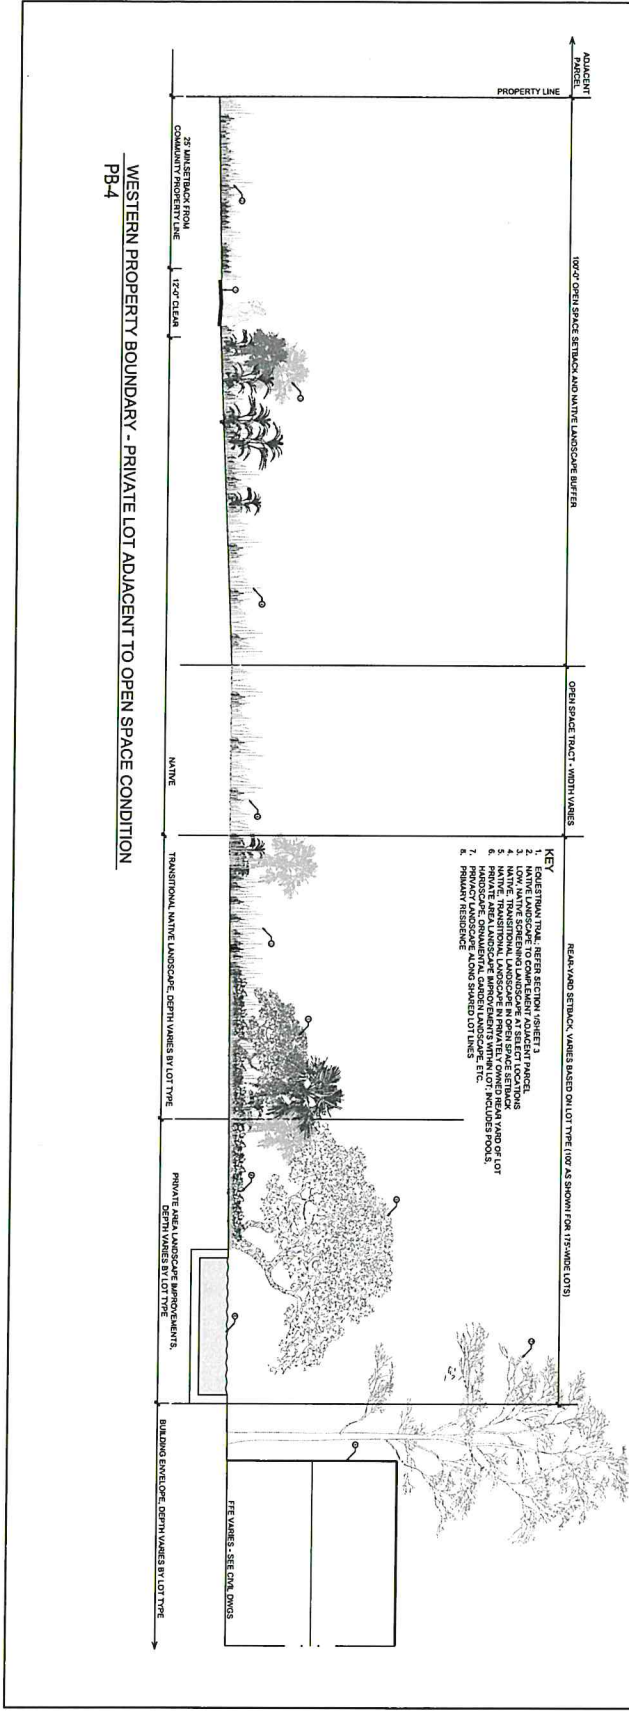 ADJACENT
PARCEL
PROPERTY LINE
100'-0" OPEN SPACE SETBACK AND NATIVE LANDSCAPE BUFFER
OPEN SPACE TRACT - WIDTH VARIES
REAR-YARD SETBACK, VARIES BASED ON LOT TYPE (100' AS SHOWN FOR 175'-WIDE LOTS)
KEY
1. EQUESTRIAN TRAIL; REFER SECTION 1/SHEET 3
2. NATIVE LANDSCAPE TO COMPLEMENT ADJACENT PARCEL
3. LOW, NATIVE SCREENING LANDSCAPE AT SELECT LOCATIONS
4. NATIVE, TRANSITIONAL LANDSCAPE IN OPEN SPACE SETBACK
5. NATIVE, TRANSITIONAL LANDSCAPE IN PRIVATELY OWNED REAR YARD OF LOT
6. PRIVATE AREA LANDSCAPE IMPROVEMENTS WITHIN LOT; INCLUDES POOLS,
HARDSCAPE, ORNAMENTAL GARDEN LANDSCAPE, ETC.
7. PRIVACY LANDSCAPE ALONG SHARED LOT LINES
8. PRIMARY RESIDENCE
FFE VARIES - SEE CIVIL DWGS
25' MIN.SETBACK FROM
COMMUNITY PROPERTY LINE
12'-0" CLEAR
NATIVE
TRANSITIONAL NATIVE LANDSCAPE, DEPTH VARIES BY LOT TYPE
PRIVATE AREA LANDSCAPE IMPROVEMENTS,
DEPTH VARIES BY LOT TYPE
BUILDING ENVELOPE, DEPTH VARIES BY LOT TYPE
WESTERN PROPERTY BOUNDARY - PRIVATE LOT ADJACENT TO OPEN SPACE CONDITION
PB-4